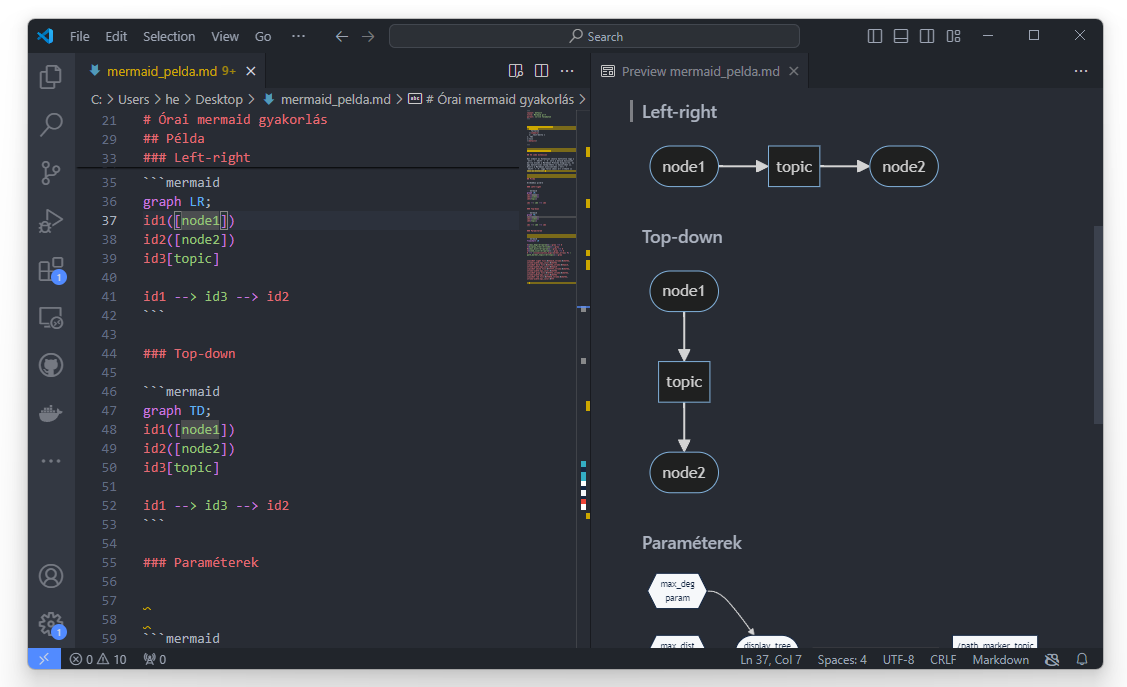 File Edit Selection View Go ··· Search
mermaid_pelda.md 9+
Preview mermaid_pelda.md
C: > Users > he > Desktop > mermaid_pelda.md > # Órai mermaid gyakorlás >
21 # Órai mermaid gyakorlás
29 ## Példa
33 ### Left-right
35 ```mermaid
36 graph LR;
37 id1([node1])
38 id2([node2])
39 id3[topic]
40
41 id1 --> id3 --> id2
42 ```
43
44 ### Top-down
45
46 ```mermaid
47 graph TD;
48 id1([node1])
49 id2([node2])
50 id3[topic]
51
52 id1 --> id3 --> id2
53 ```
54
55 ### Paraméterek
56
57
58
59 ```mermaid
Left-right
node1 topic node2
Top-down
node1
topic
node2
Paraméterek
max_deg
param
max_dist display_tree /path_marker_topic
1
1
0 10 0 Ln 37, Col 7 Spaces: 4 UTF-8 CRLF Markdown